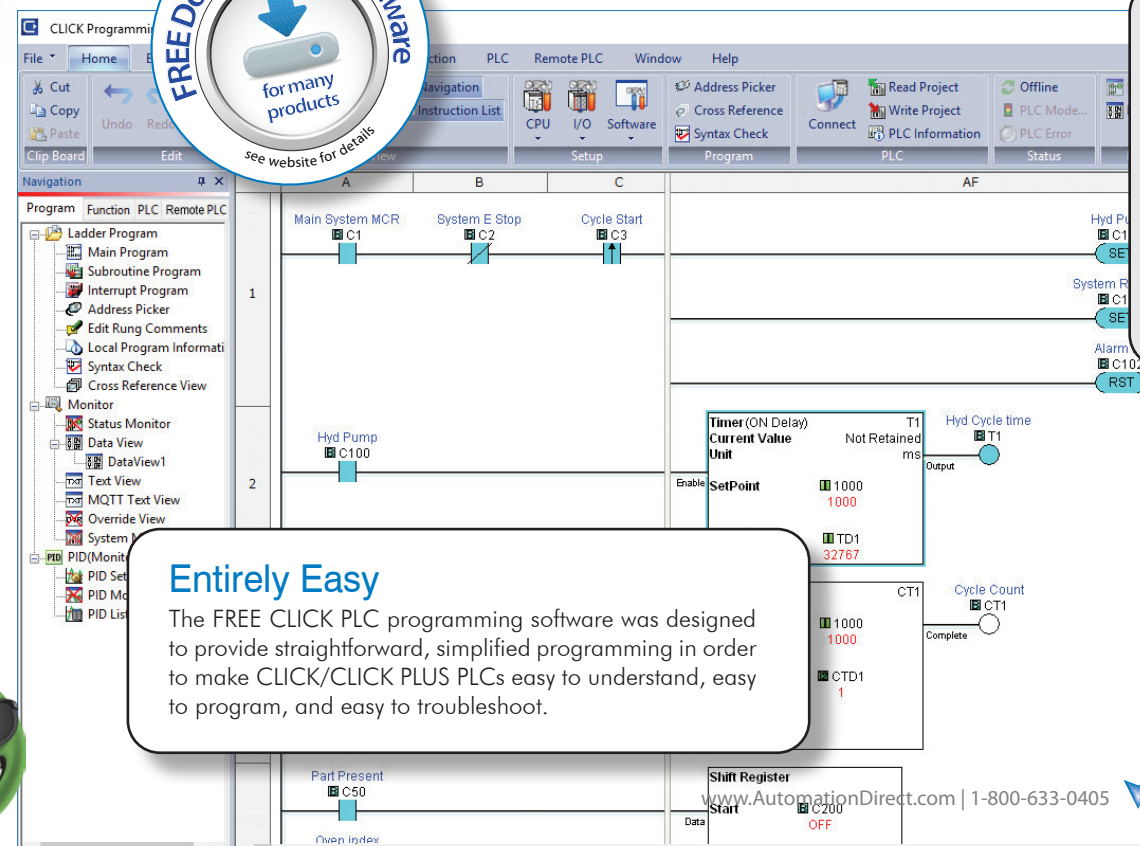 FREE Do
ware
for many
products
see website for details
CLICK Programmi
File Home E ction PLC Remote PLC Window Help
Cut
Copy
Paste
Clip Board
Undo Redo
Edit
Navigation
Instruction List
View
CPU I/O Software
Setup
Address Picker
Cross Reference
Syntax Check
Program
Connect
Read Project
Write Project
PLC Information
PLC
Offline
PLC Mode...
PLC Error
Status
Navigation
Program Function PLC Remote PLC
Ladder Program
Main Program
Subroutine Program
Interrupt Program
Address Picker
Edit Rung Comments
Local Program Informati
Syntax Check
Cross Reference View
Monitor
Status Monitor
Data View
DataView1
Text View
MQTT Text View
Override View
System M
PID PID(Monit
PID Set
PID Mo
PID List
A B C AF
1
Main System MCR
C1
System E Stop
C2
Cycle Start
C3
Hyd Pu
C1
SET
System R
C1
SET
Alarm
C102
RST
2
Hyd Pump
C100
Enable
Timer (ON Delay) T1
Current Value Not Retained
Unit ms
SetPoint 1000
1000
TD1
32767
Output
Hyd Cycle time
T1
CT1
1000
1000
CTD1
1
Complete
Cycle Count
CT1
Entirely Easy
The FREE CLICK PLC programming software was designed
to provide straightforward, simplified programming in order
to make CLICK/CLICK PLUS PLCs easy to understand, easy
to program, and easy to troubleshoot.
Part Present
C50
Oven index
Data
Shift Register
Start C200
OFF
www.AutomationDirect.com | 1-800-633-0405